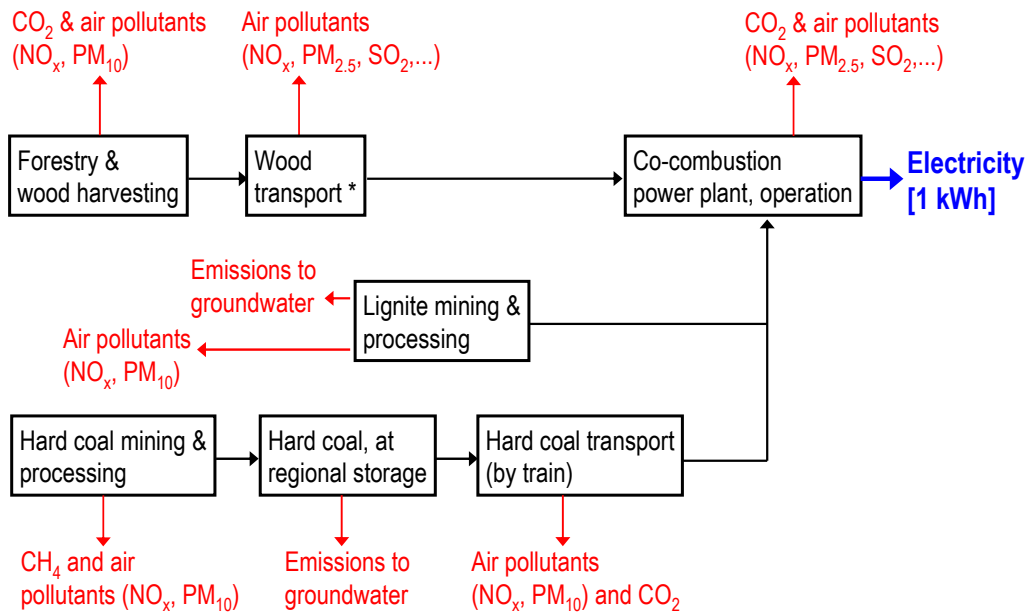 CO₂ & air pollutants
(NOₓ, PM₁₀)
Air pollutants
(NOₓ, PM₂.₅, SO₂,...)
CO₂ & air pollutants
(NOₓ, PM₂.₅, SO₂,...)
Forestry &
wood harvesting
Wood
transport *
Co-combustion
power plant, operation
Electricity
[1 kWh]
Emissions to
groundwater
Lignite mining &
processing
Air pollutants
(NOₓ, PM₁₀)
Hard coal mining &
processing
Hard coal, at
regional storage
Hard coal transport
(by train)
CH₄ and air
pollutants (NOₓ, PM₁₀)
Emissions to
groundwater
Air pollutants
(NOₓ, PM₁₀) and CO₂